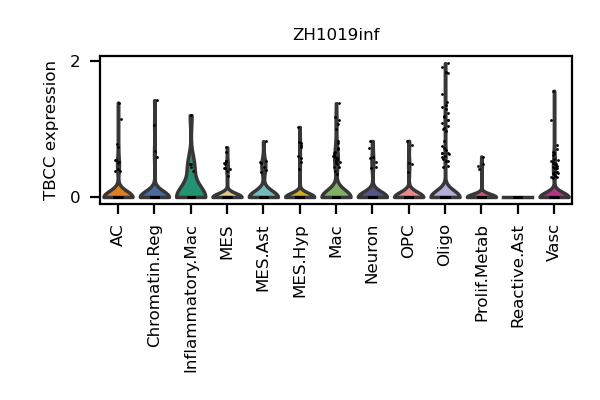 ZH1019inf
TBCC expression
2
0
AC
Chromatin.Reg
Inflammatory.Mac
MES
MES.Ast
MES.Hyp
Mac
Neuron
OPC
Oligo
Prolif.Metab
Reactive.Ast
Vasc